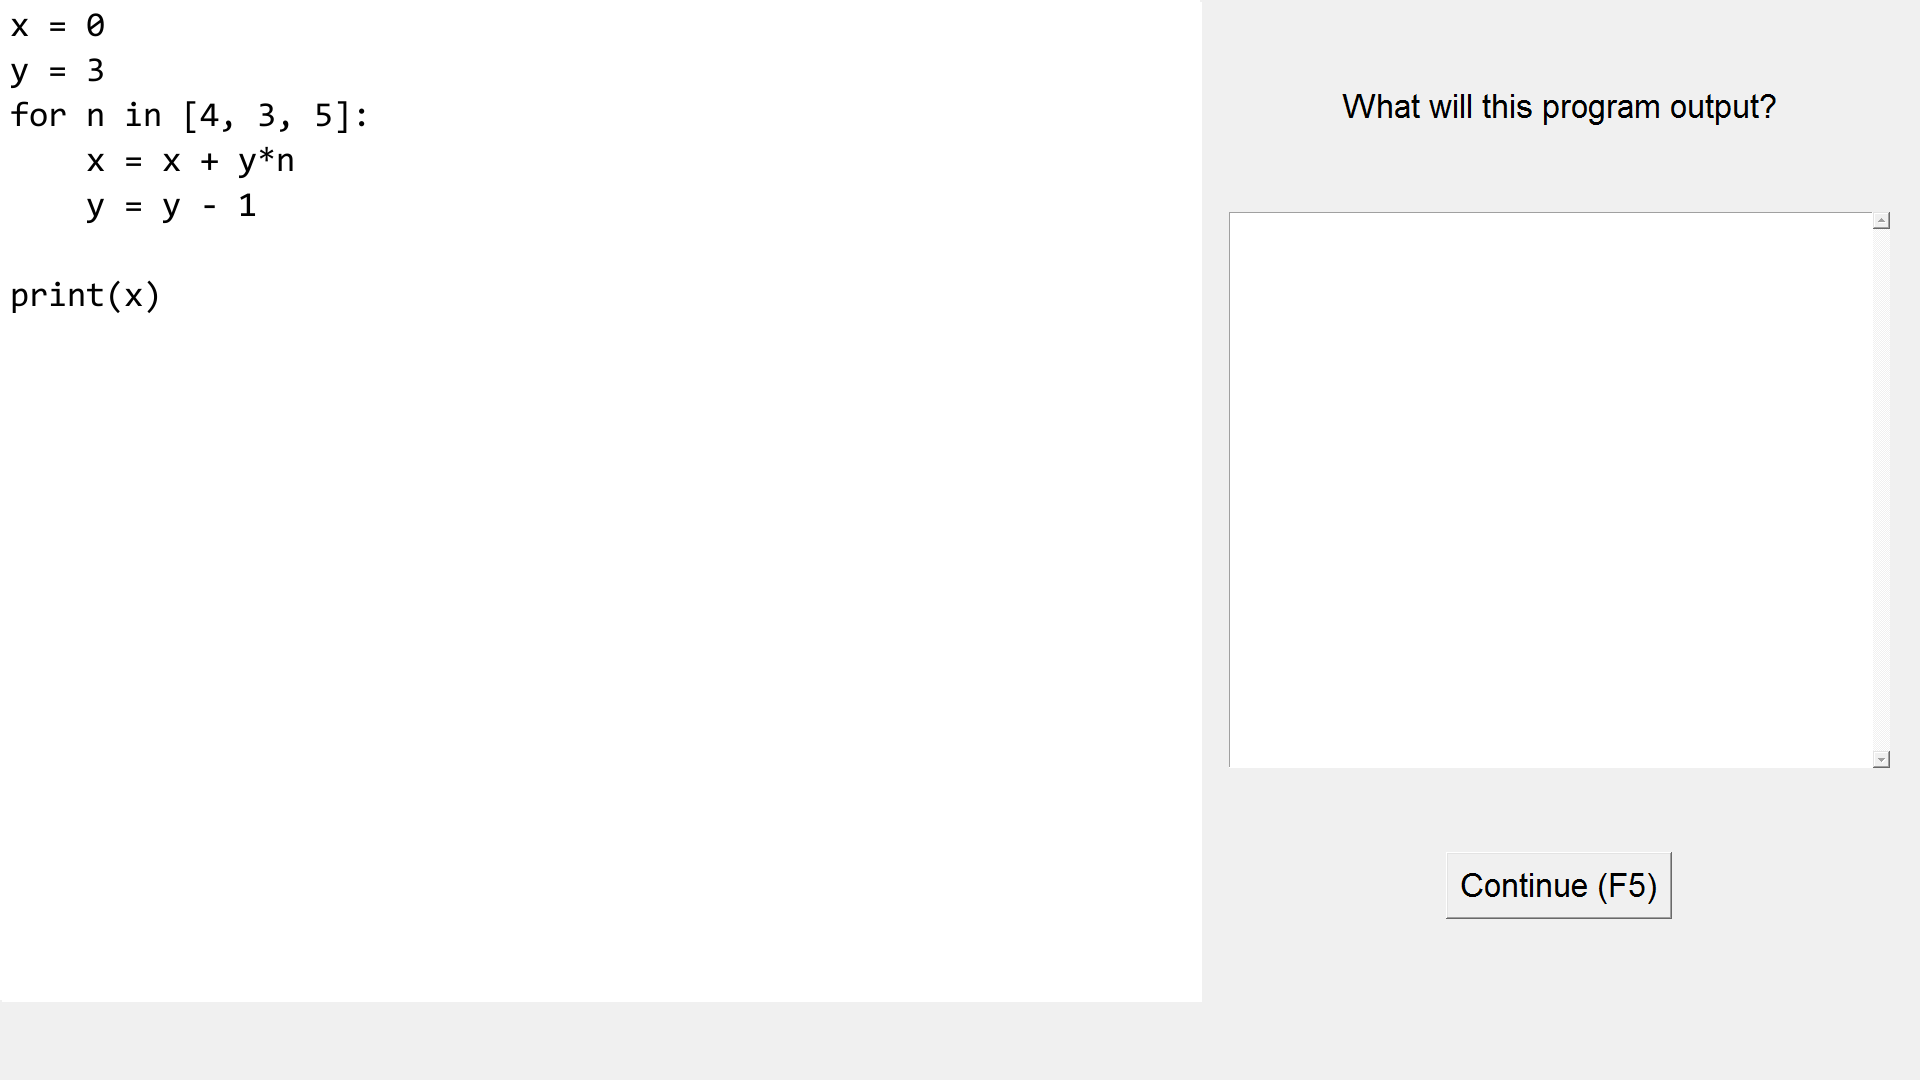 x = 0
y = 3
for n in [4, 3, 5]:
    x = x + y*n
    y = y - 1

print(x)
What will this program output?
Continue (F5)